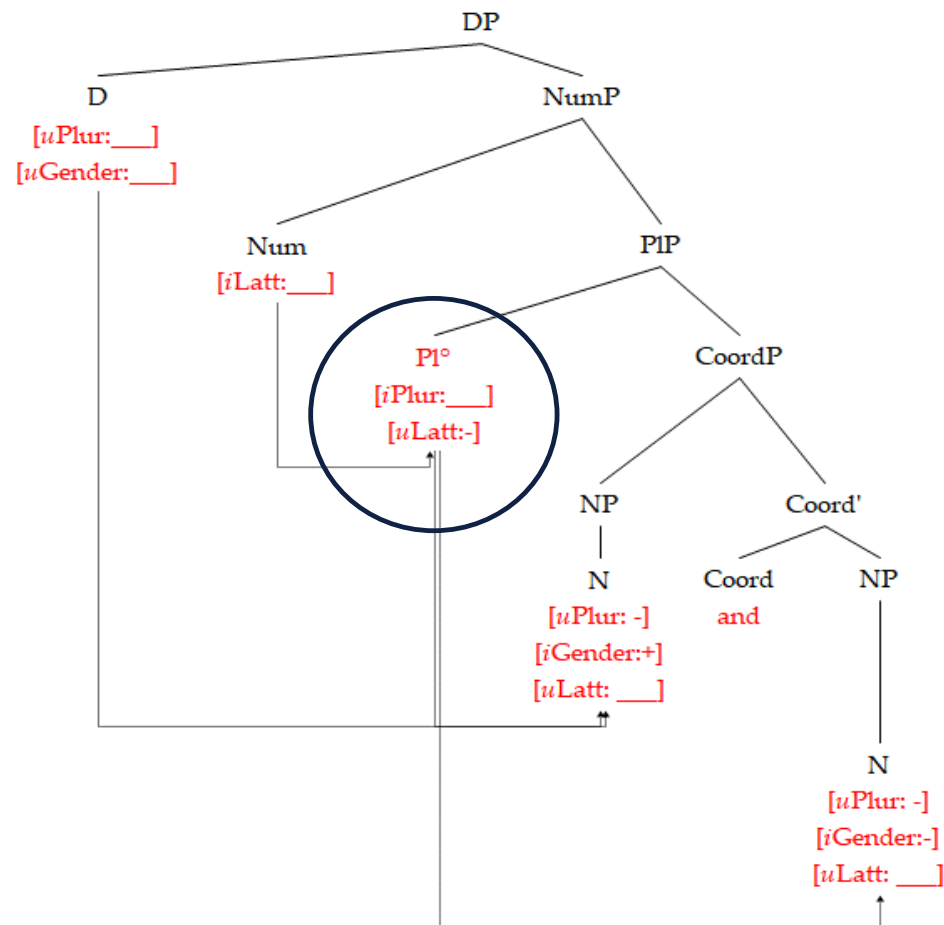 DP
D
NumP
[uPlur:___]
[uGender:___]
Num
PlP
[iLatt:___]
Pl°
CoordP
[iPlur:___]
[uLatt:-]
NP
Coord'
N
Coord
NP
[uPlur: -]
and
[iGender:+]
[uLatt: ___]
N
[uPlur: -]
[iGender:-]
[uLatt: ___]